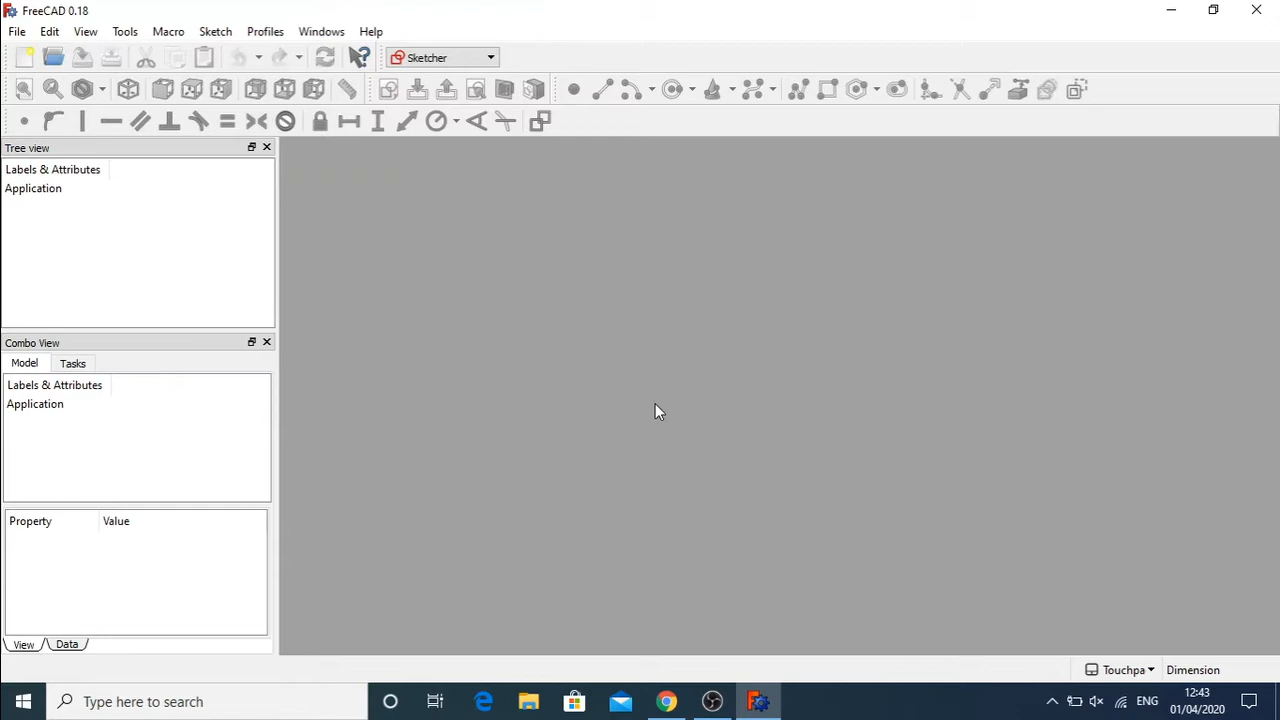 FreeCAD 0.18
File Edit View Tools Macro Sketch Profiles Windows Help
Sketcher
Tree view
Labels & Attributes
Application
Combo View
Model Tasks
Labels & Attributes
Application
Property Value
View Data
Touchpa Dimension
Type here to search
ENG
12:43
01/04/2020